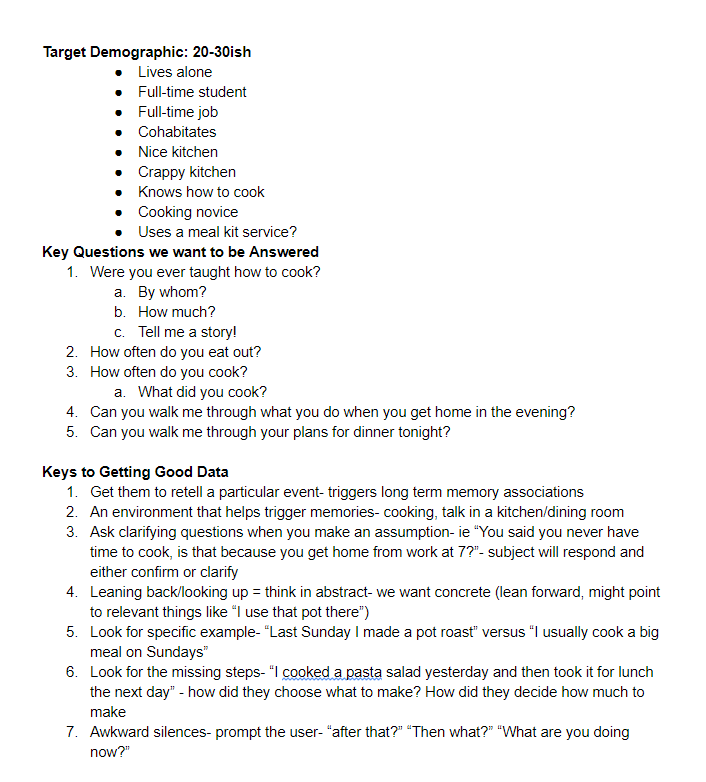 Target Demographic: 20-30ish
● Lives alone
● Full-time student
● Full-time job
● Cohabitates
● Nice kitchen
● Crappy kitchen
● Knows how to cook
● Cooking novice
● Uses a meal kit service?
Key Questions we want to be Answered
1. Were you ever taught how to cook?
a. By whom?
b. How much?
c. Tell me a story!
2. How often do you eat out?
3. How often do you cook?
a. What did you cook?
4. Can you walk me through what you do when you get home in the evening?
5. Can you walk me through your plans for dinner tonight?
Keys to Getting Good Data
1. Get them to retell a particular event- triggers long term memory associations
2. An environment that helps trigger memories- cooking, talk in a kitchen/dining room
3. Ask clarifying questions when you make an assumption- ie “You said you never have
time to cook, is that because you get home from work at 7?”- subject will respond and
either confirm or clarify
4. Leaning back/looking up = think in abstract- we want concrete (lean forward, might point
to relevant things like “I use that pot there”)
5. Look for specific example- “Last Sunday I made a pot roast” versus “I usually cook a big
meal on Sundays”
6. Look for the missing steps- “I cooked a pasta salad yesterday and then took it for lunch
the next day” - how did they choose what to make? How did they decide how much to
make
7. Awkward silences- prompt the user- “after that?” “Then what?” “What are you doing
now?”